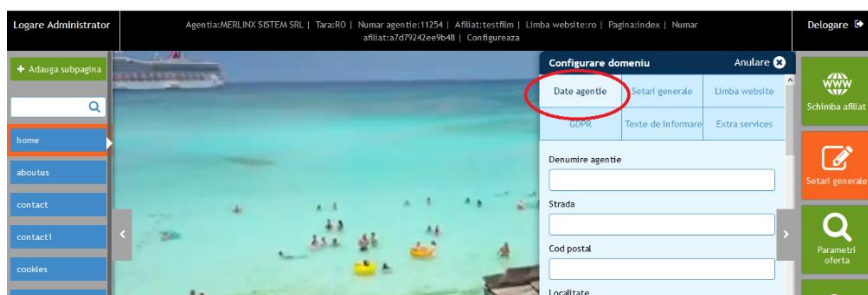 Logare Administrator
Agentia:MERLINX SISTEM SRL | Tara:RO | Numar agentie:11254 | Afiliat:testfilm | Limba website:ro | Pagina:index | Numar
afiliat:a7d79242ee9b48 | Configureaza
Delogare
+ Adauga subpagina
home
aboutus
contact
contact1
cookies
Configurare domeniu
Anulare
Date agentie
Setari generale
Limba website
GDPR
Texte de Informare
Extra services
Denumire agentie
Strada
Cod postal
Localitate
WWW
Schimba afiliat
Setari generale
Parametri
oferta